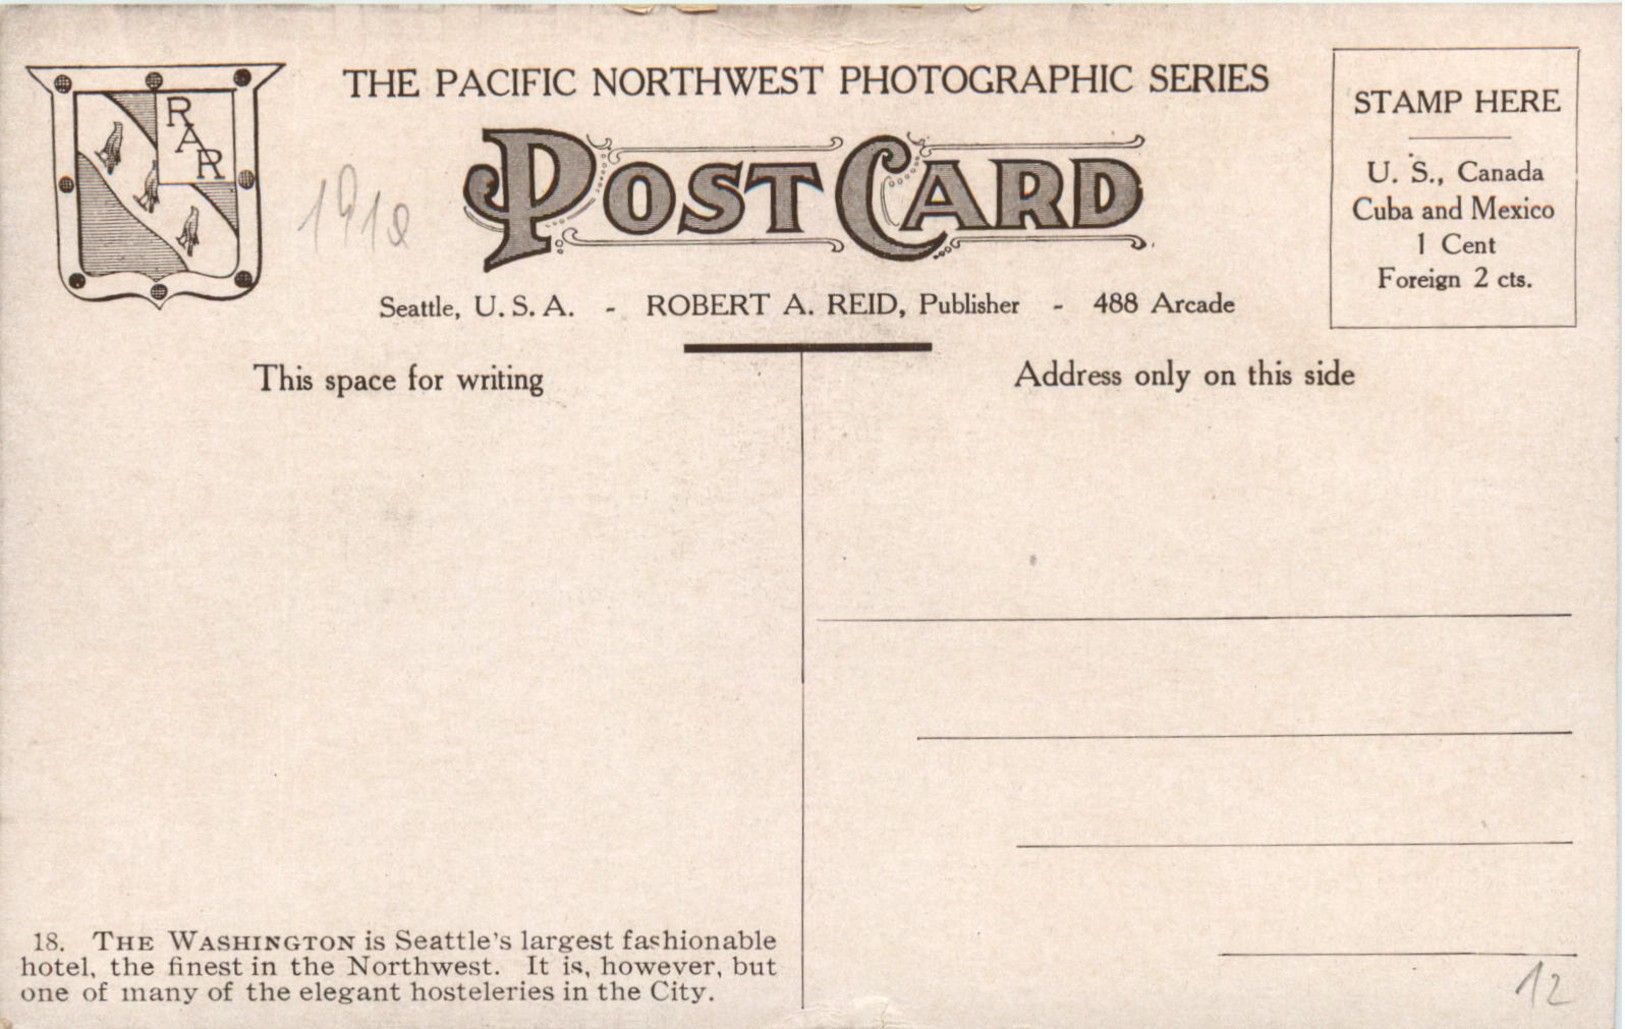 THE PACIFIC NORTHWEST PHOTOGRAPHIC SERIES
R
A
R
POST CARD
Seattle, U. S. A. - ROBERT A. REID, Publisher - 488 Arcade
STAMP HERE
U. S., Canada
Cuba and Mexico
1 Cent
Foreign 2 cts.
This space for writing
Address only on this side
18. THE WASHINGTON is Seattle's largest fashionable
hotel, the finest in the Northwest. It is, however, but
one of many of the elegant hosteleries in the City.
12